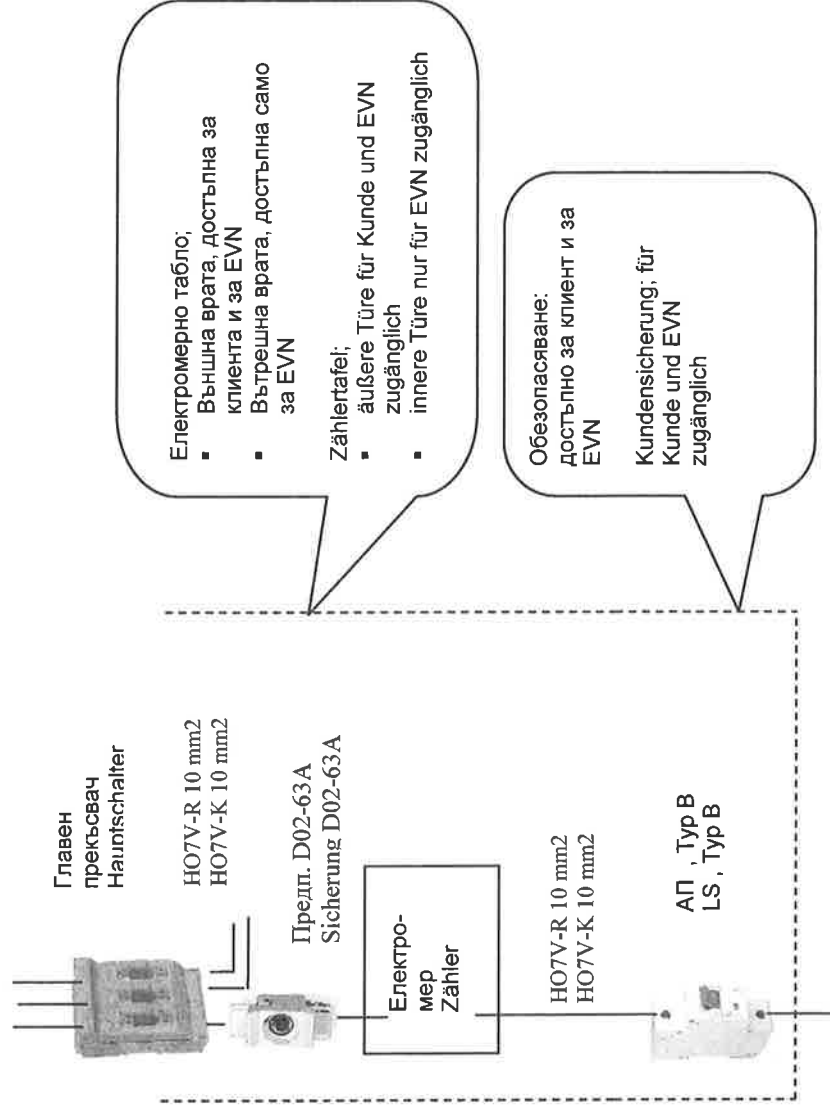 Главен
прекъсвач
Hauptschalter
HO7V-R 10 mm2
HO7V-K 10 mm2
Предп. D02-63A
Sicherung D02-63A
Електро-
мер
Zähler
HO7V-R 10 mm2
HO7V-K 10 mm2
АП , Typ B
LS , Typ B
Електромерно табло;
▪ Външна врата, достъпна за
клиента и за EVN
▪ Вътрешна врата, достъпна само
за EVN
Zählertafel;
▪ äußere Türe für Kunde und EVN
zugänglich
▪ innere Türe nur für EVN zugänglich
Обезопасяване:
достъпно за клиент и за
EVN
Kundensicherung; für
Kunde und EVN
zugänglich